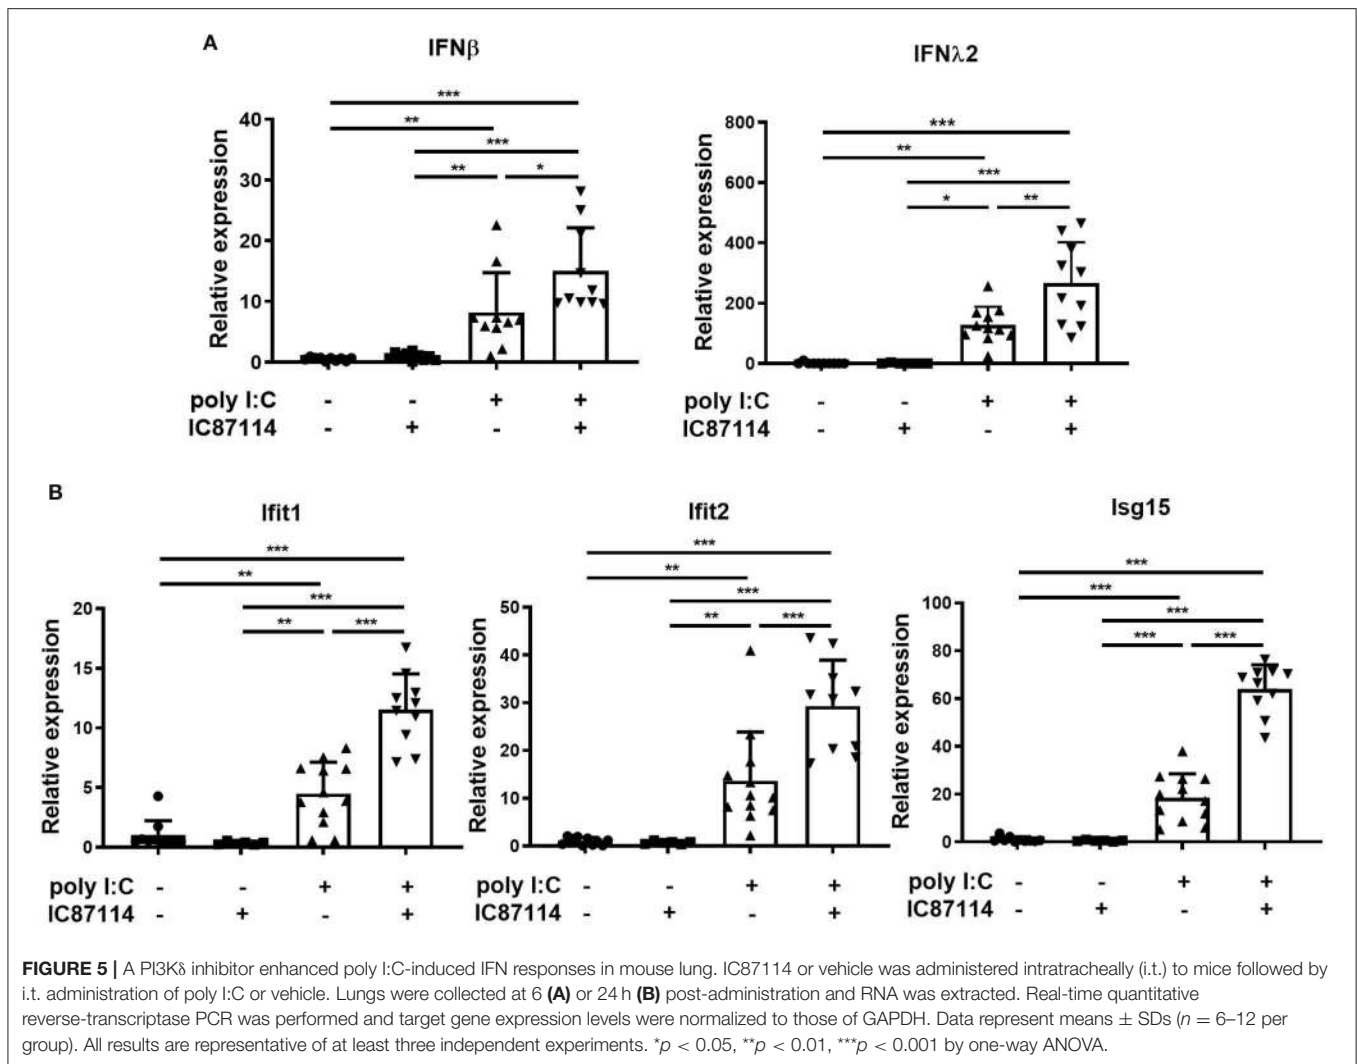 A
IFNβ
IFNλ2
***
**
***
**
*
***
**
***
*
**
Relative expression
40
30
20
10
0
Relative expression
800
600
400
200
0
poly I:C - - + +
IC87114 - + - +
poly I:C - - + +
IC87114 - + - +
B
Ifit1
Ifit2
Isg15
***
**
***
**
***
***
**
***
**
***
***
***
***
***
***
Relative expression
20
15
10
5
0
Relative expression
50
40
30
20
10
0
Relative expression
100
80
60
40
20
0
poly I:C - - + +
IC87114 - + - +
poly I:C - - + +
IC87114 - + - +
poly I:C - - + +
IC87114 - + - +
FIGURE 5 | A PI3Kδ inhibitor enhanced poly I:C-induced IFN responses in mouse lung. IC87114 or vehicle was administered intratracheally (i.t.) to mice followed by
i.t. administration of poly I:C or vehicle. Lungs were collected at 6 (A) or 24 h (B) post-administration and RNA was extracted. Real-time quantitative
reverse-transcriptase PCR was performed and target gene expression levels were normalized to those of GAPDH. Data represent means ± SDs (n = 6–12 per
group). All results are representative of at least three independent experiments. *p < 0.05, **p < 0.01, ***p < 0.001 by one-way ANOVA.